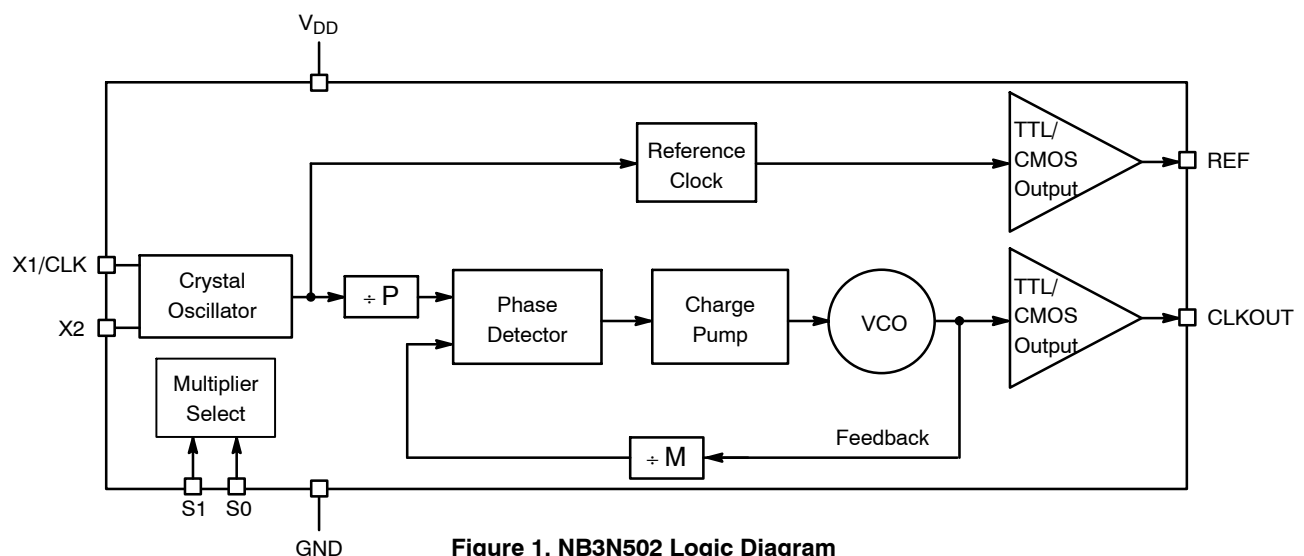 VDD
TTL/
CMOS
Output
Reference
Clock
REF
X1/CLK
X2
Crystal
Oscillator
÷ P
Phase
Detector
Charge
Pump
VCO
TTL/
CMOS
Output
CLKOUT
Multiplier
Select
Feedback
÷ M
S1 S0
GND
Figure 1. NB3N502 Logic Diagram